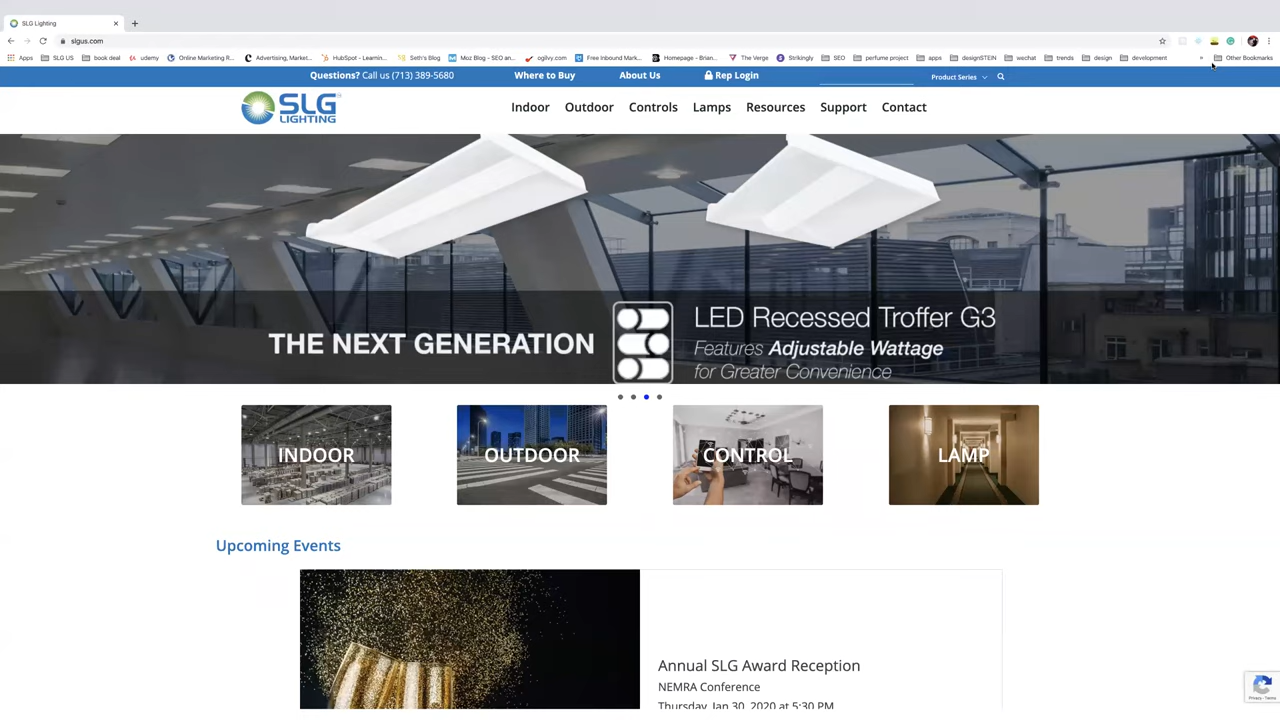 SLG Lighting
slgus.com
Apps SLG US book deal udemy Online Marketing R... Advertising, Market... HubSpot - Learnin... Seth's Blog Moz Blog - SEO an... ogilvy.com Free Inbound Mark... Homepage - Brian... The Verge Strikingly SEO perfume project apps designSTEIN wechat trends design development » Other Bookmarks
Questions? Call us (713) 389-5680 Where to Buy About Us Rep Login Product Series
SLG
LIGHTING
Indoor Outdoor Controls Lamps Resources Support Contact
THE NEXT GENERATION
LED Recessed Troffer G3
Features Adjustable Wattage
for Greater Convenience
INDOOR OUTDOOR CONTROL LAMP
Upcoming Events
Annual SLG Award Reception
NEMRA Conference
Thursday, Jan 30, 2020 at 5:30 PM
Privacy - Terms